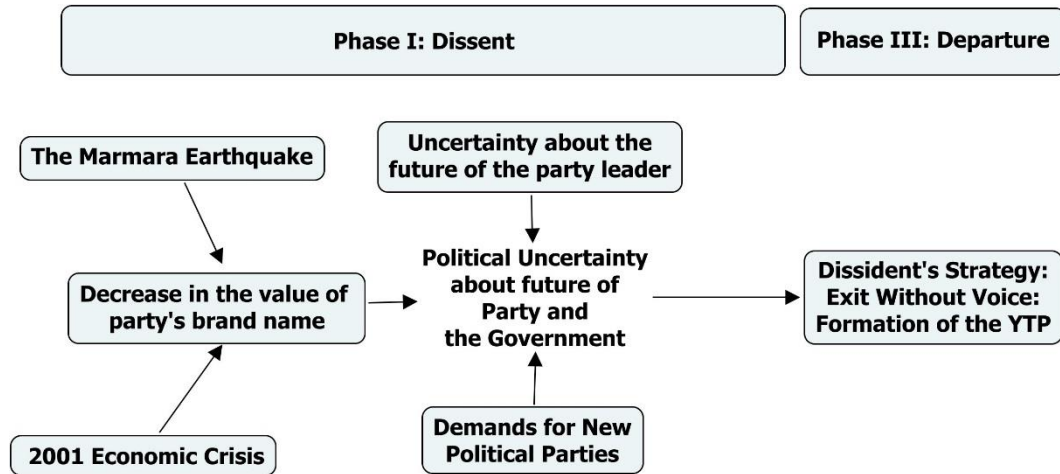 Phase I: Dissent
Phase III: Departure
The Marmara Earthquake
Uncertainty about the
future of the party leader
Decrease in the value of
party's brand name
Political Uncertainty
about future of
Party and
the Government
Dissident's Strategy:
Exit Without Voice:
Formation of the YTP
2001 Economic Crisis
Demands for New
Political Parties